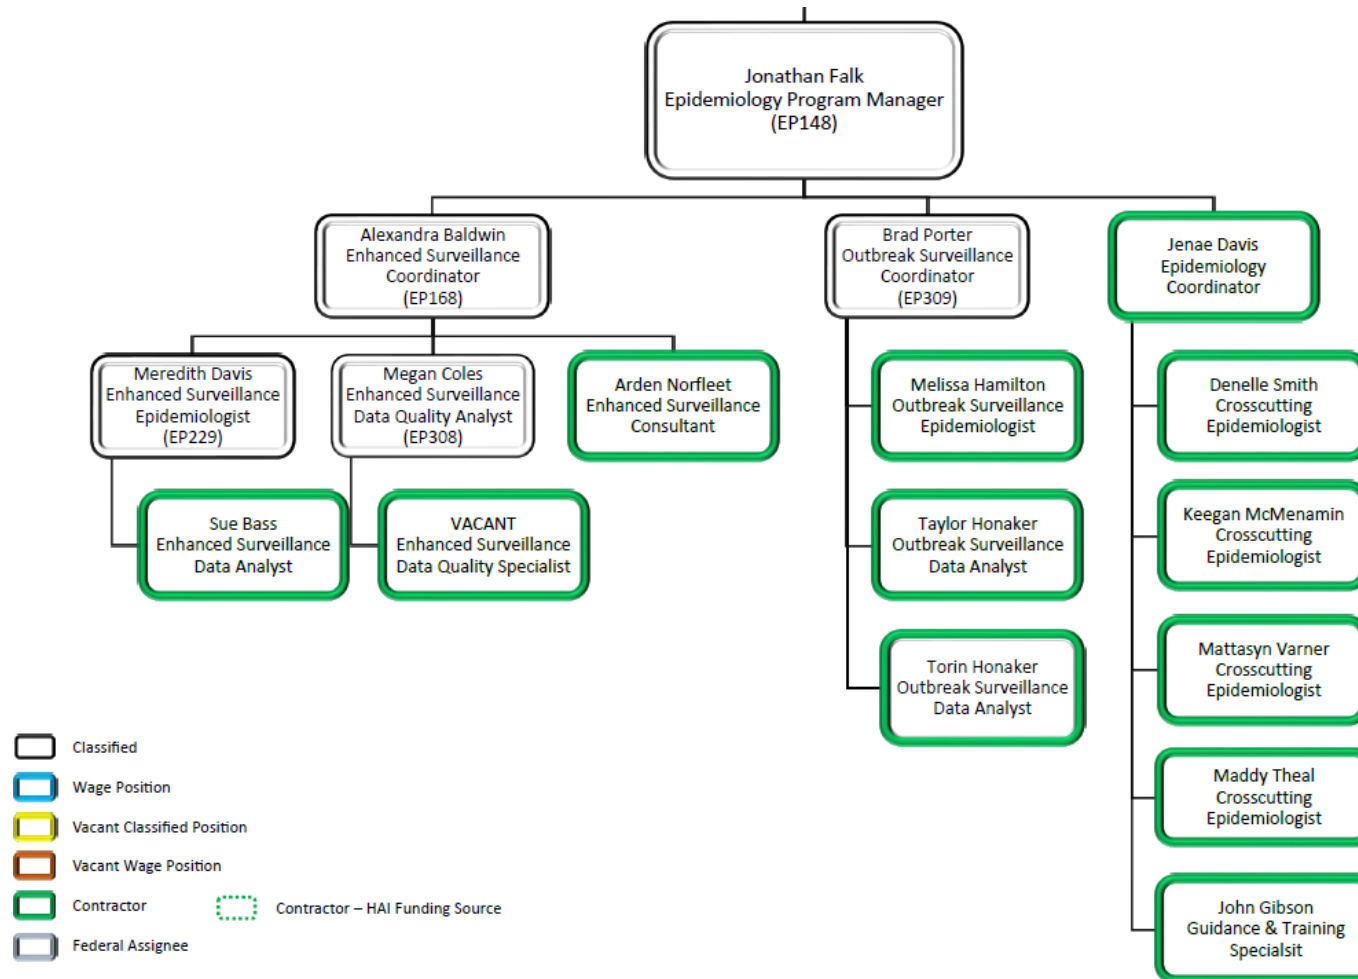 Jonathan Falk
Epidemiology Program Manager
(EP148)
Alexandra Baldwin
Enhanced Surveillance
Coordinator
(EP168)
Brad Porter
Outbreak Surveillance
Coordinator
(EP309)
Jenae Davis
Epidemiology
Coordinator
Meredith Davis
Enhanced Surveillance
Epidemiologist
(EP229)
Megan Coles
Enhanced Surveillance
Data Quality Analyst
(EP308)
Arden Norfleet
Enhanced Surveillance
Consultant
Melissa Hamilton
Outbreak Surveillance
Epidemiologist
Denelle Smith
Crosscutting
Epidemiologist
Sue Bass
Enhanced Surveillance
Data Analyst
VACANT
Enhanced Surveillance
Data Quality Specialist
Taylor Honaker
Outbreak Surveillance
Data Analyst
Keegan McMenamin
Crosscutting
Epidemiologist
Torin Honaker
Outbreak Surveillance
Data Analyst
Mattasyn Varner
Crosscutting
Epidemiologist
Maddy Theal
Crosscutting
Epidemiologist
John Gibson
Guidance & Training
Specialsit
Classified
Wage Position
Vacant Classified Position
Vacant Wage Position
Contractor
Contractor – HAI Funding Source
Federal Assignee